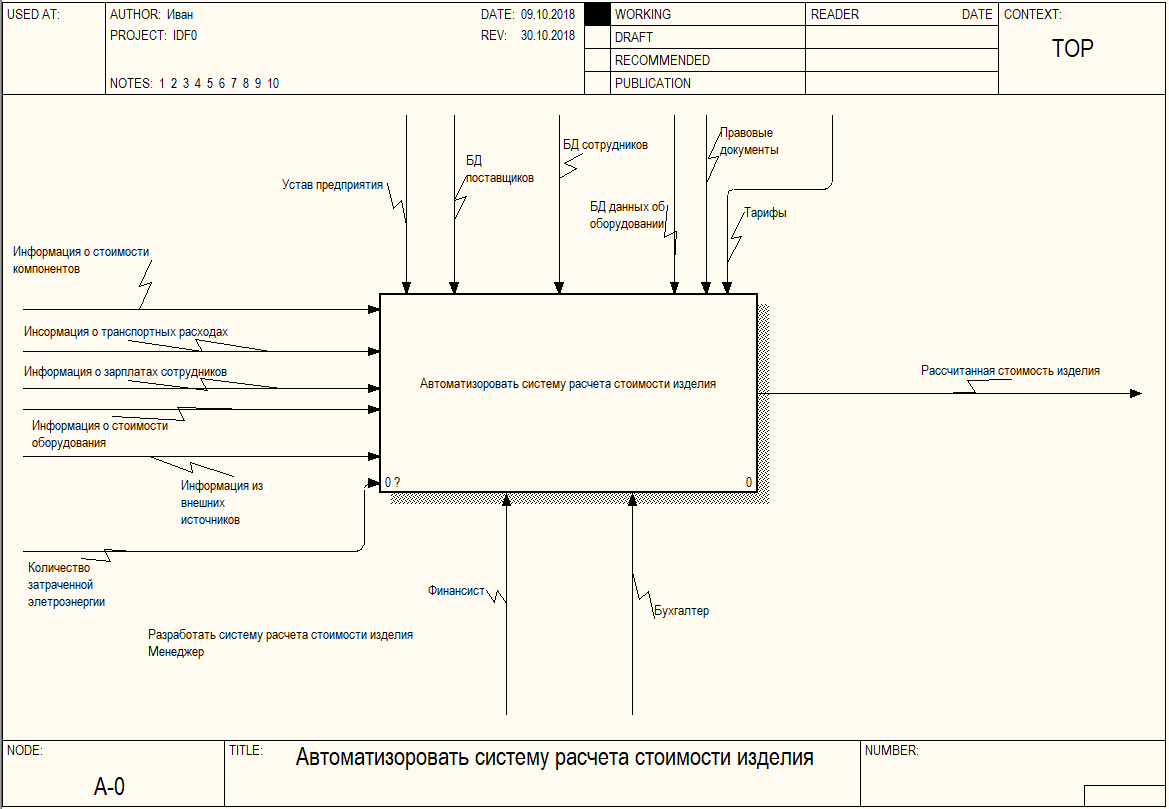 USED AT:
AUTHOR: Иван
DATE: 09.10.2018
PROJECT: IDF0
REV: 30.10.2018
NOTES: 1 2 3 4 5 6 7 8 9 10
WORKING
DRAFT
RECOMMENDED
PUBLICATION
READER
DATE
CONTEXT:
TOP
Устав предприятия
БД
поставщиков
БД сотрудников
БД данных об
оборудовании
Правовые
документы
Тарифы
Информация о стоимости
компонентов
Инсормация о транспортных расходах
Информация о зарплатах сотрудников
Информация о стоимости
оборудования
Информация из
внешних
источников
Количество
затраченной
элетроэнергии
Автоматизоровать систему расчета стоимости изделия
0 ?
0
Рассчитанная стоимость изделия
Финансист
Бухгалтер
Разработать систему расчета стоимости изделия
Менеджер
NODE:
A-0
TITLE:
Автоматизоровать систему расчета стоимости изделия
NUMBER: